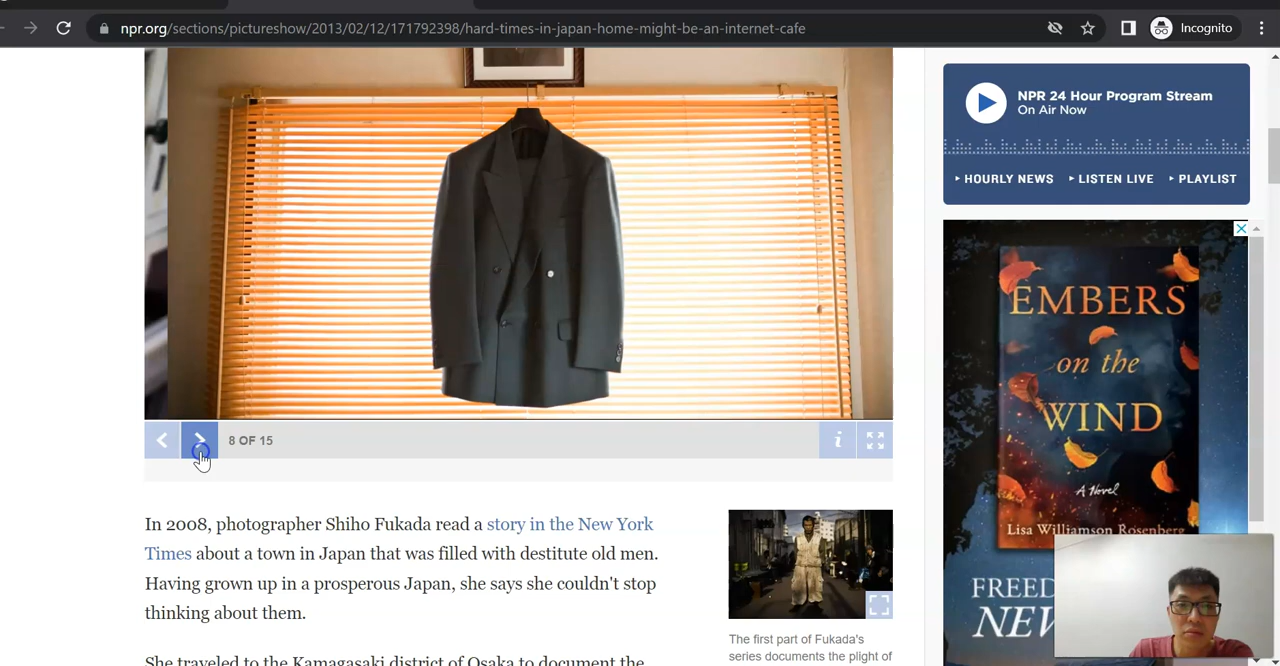 npr.org/sections/pictureshow/2013/02/12/171792398/hard-times-in-japan-home-might-be-an-internet-cafe
Incognito
NPR 24 Hour Program Stream
On Air Now
HOURLY NEWS
LISTEN LIVE
PLAYLIST
8 OF 15
i
In 2008, photographer Shiho Fukada read a story in the New York
Times about a town in Japan that was filled with destitute old men.
Having grown up in a prosperous Japan, she says she couldn't stop
thinking about them.
She traveled to the Kamagasaki district of Osaka to document the
The first part of Fukada's
series documents the plight of
EMBERS
on the
WIND
A Novel
Lisa Williamson Rosenberg